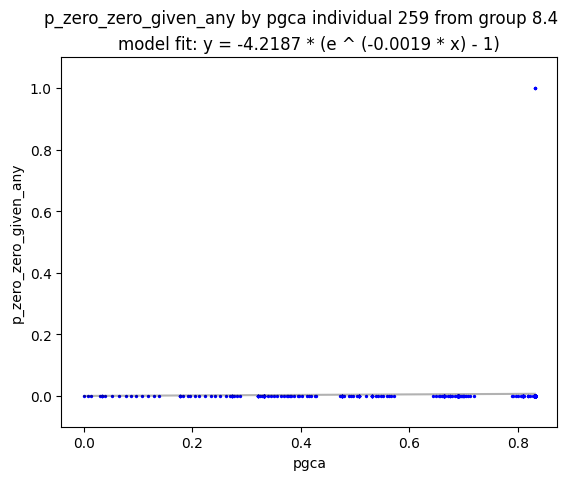 p_zero_zero_given_any by pgca individual 259 from group 8.4
model fit: y = -4.2187 * (e ^ (-0.0019 * x) - 1)
1.0
0.8
0.6
0.4
0.2
0.0
p_zero_zero_given_any
0.0 0.2 0.4 0.6 0.8
pgca